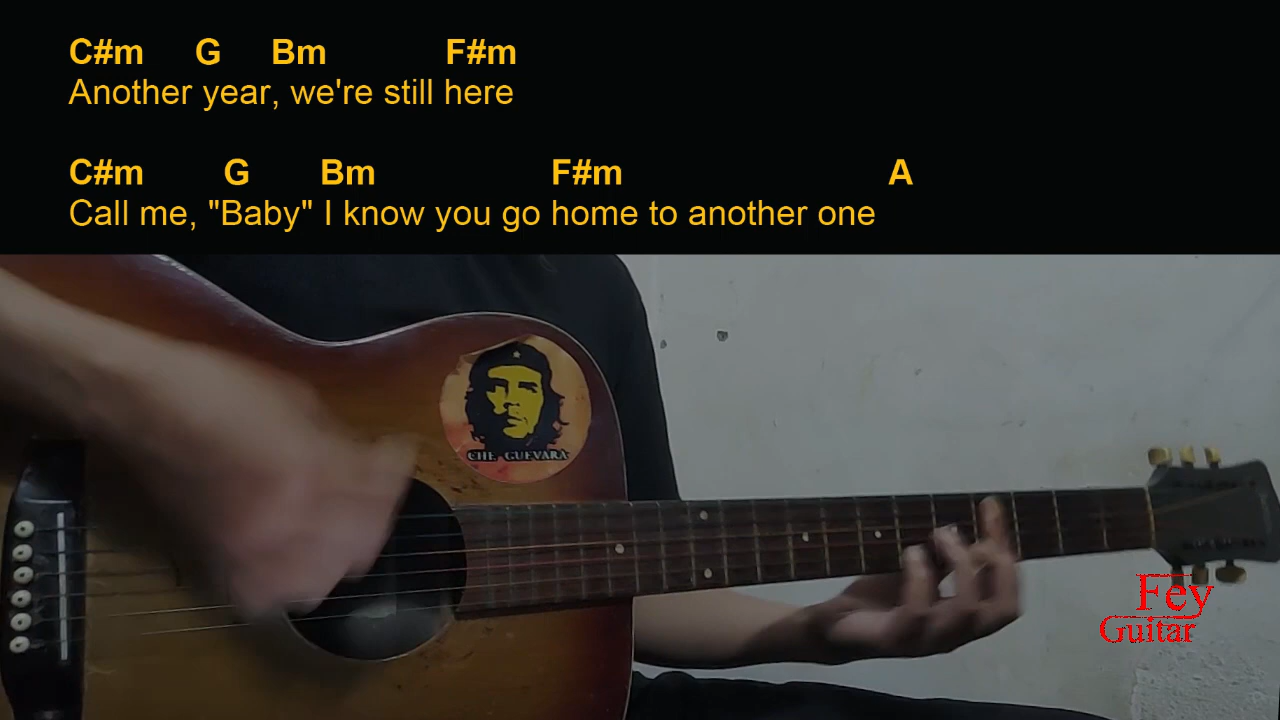 C#m G Bm F#m
Another year, we're still here
C#m G Bm F#m A
Call me, "Baby" I know you go home to another one
CHE GUEVARA
Fey
Guitar